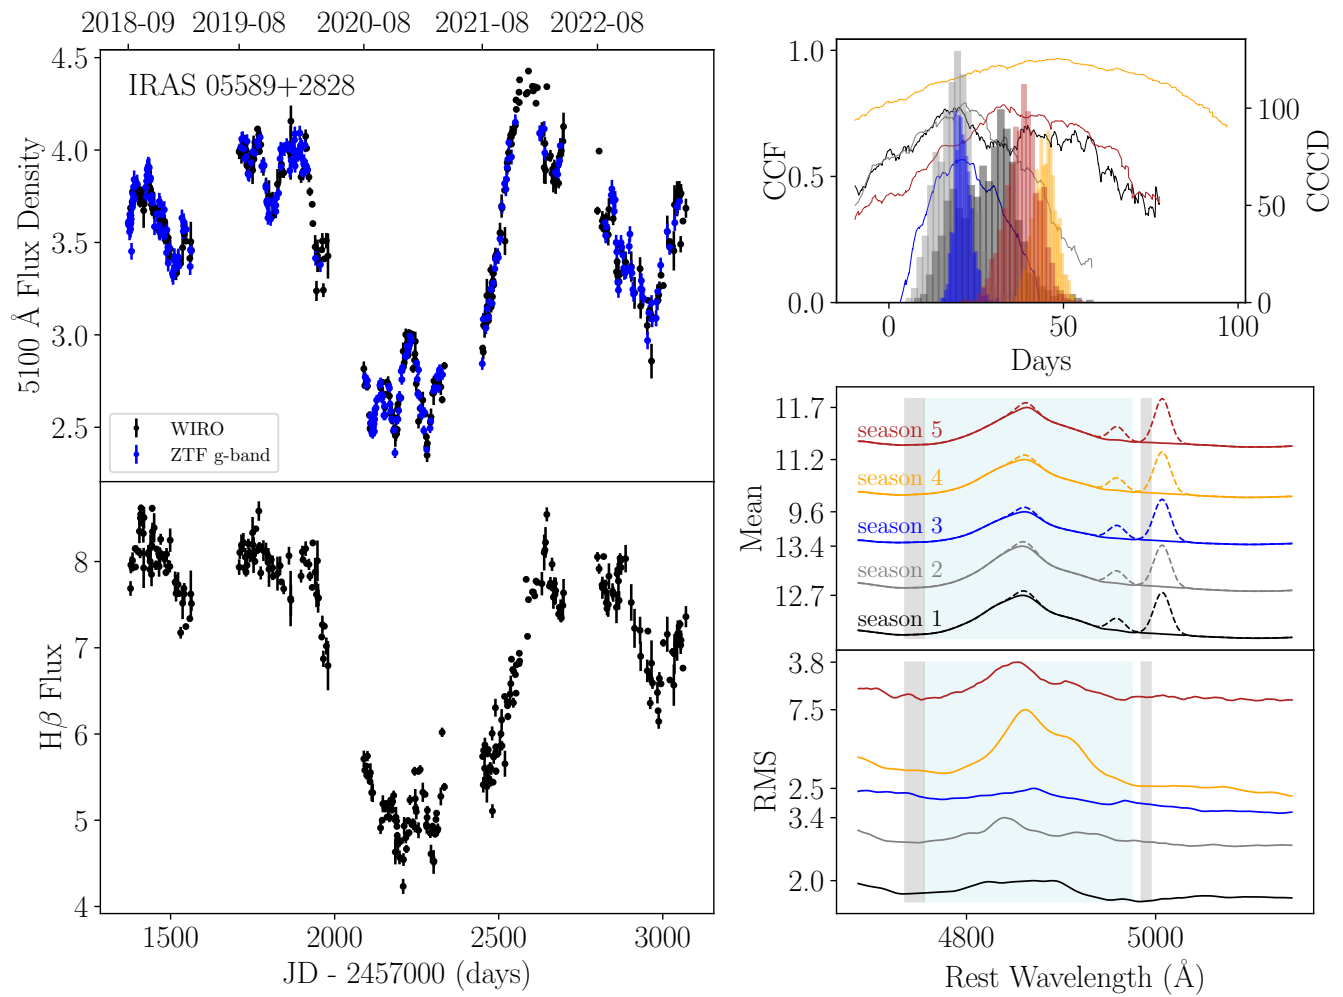 2018-09 2019-08 2020-08 2021-08 2022-08
IRAS 05589+2828
4.5
4.0
3.5
3.0
2.5
5100 Å Flux Density
WIRO
ZTF g-band
8
7
6
5
4
Hβ Flux
1500 2000 2500 3000
JD - 2457000 (days)
1.0
0.5
0.0
CCF
100
50
0
CCCD
0 50 100
Days
11.7
11.2
9.6
13.4
12.7
Mean
season 5
season 4
season 3
season 2
season 1
3.8
7.5
2.5
3.4
2.0
RMS
4800 5000
Rest Wavelength (Å)